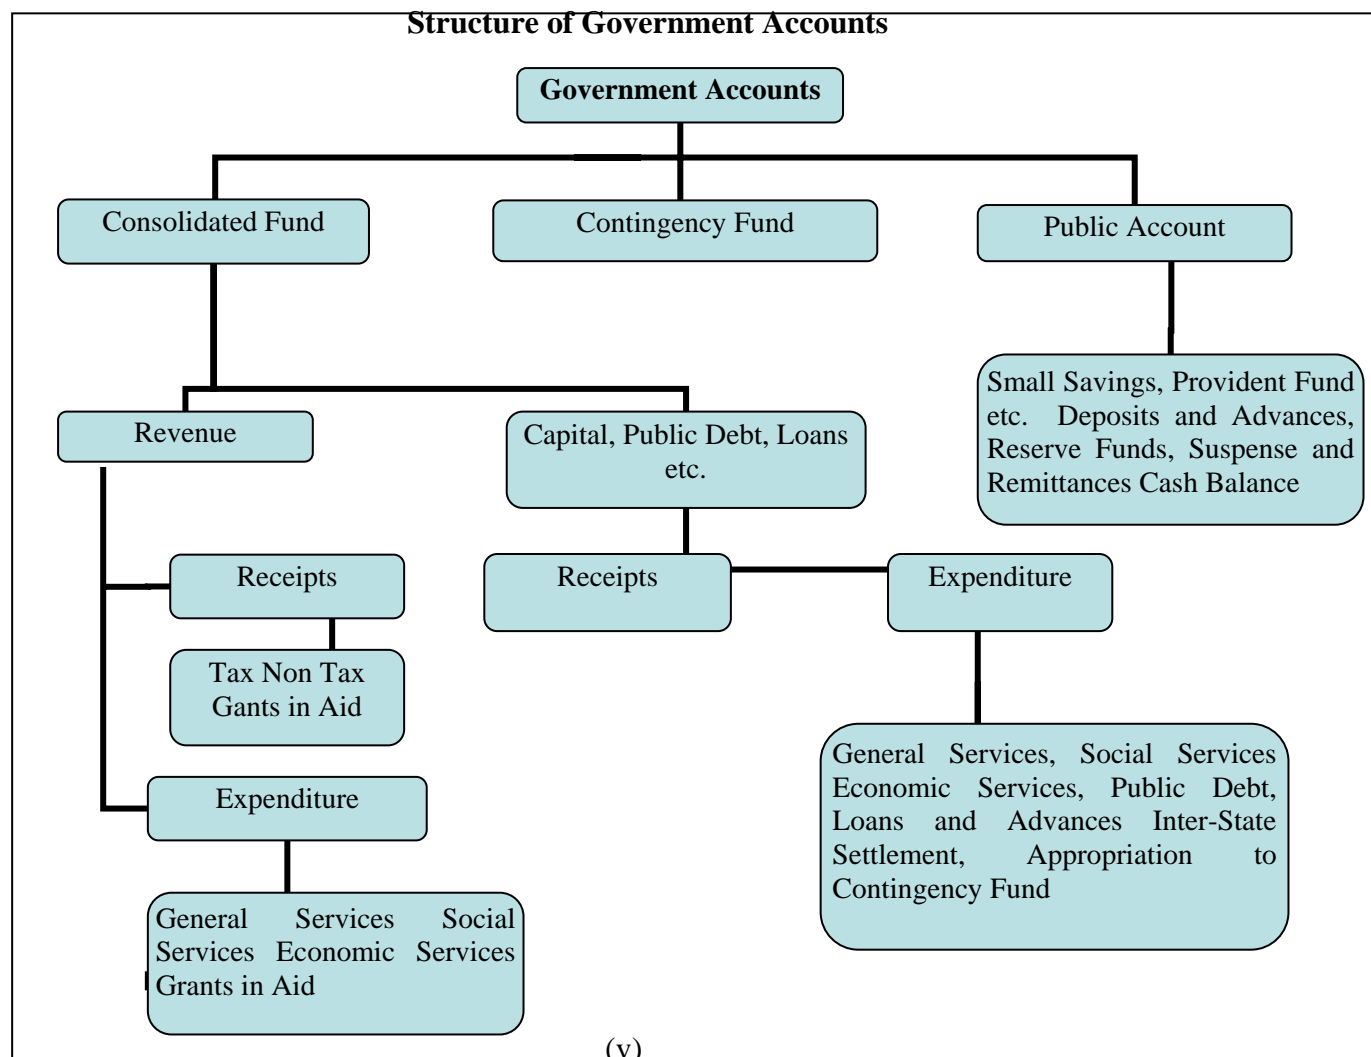 Structure of Government Accounts
Government Accounts
Consolidated Fund
Contingency Fund
Public Account
Small Savings, Provident Fund
etc. Deposits and Advances,
Reserve Funds, Suspense and
Remittances Cash Balance
Revenue
Capital, Public Debt, Loans
etc.
Receipts
Receipts
Expenditure
Tax Non Tax
Gants in Aid
General Services, Social Services
Economic Services, Public Debt,
Loans and Advances Inter-State
Settlement, Appropriation to
Contingency Fund
Expenditure
General Services Social
Services Economic Services
Grants in Aid
(v)